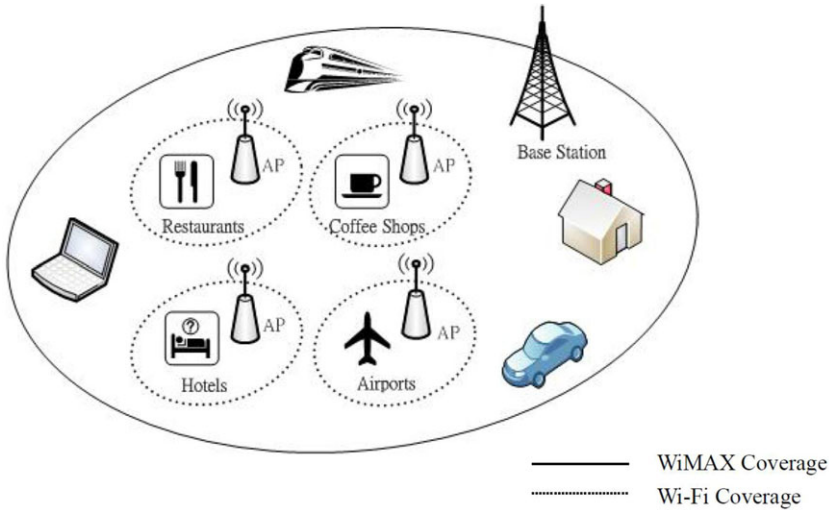 Base Station
AP
AP
Restaurants
Coffee Shops
?
AP
AP
Hotels
Airports
WiMAX Coverage
Wi-Fi Coverage